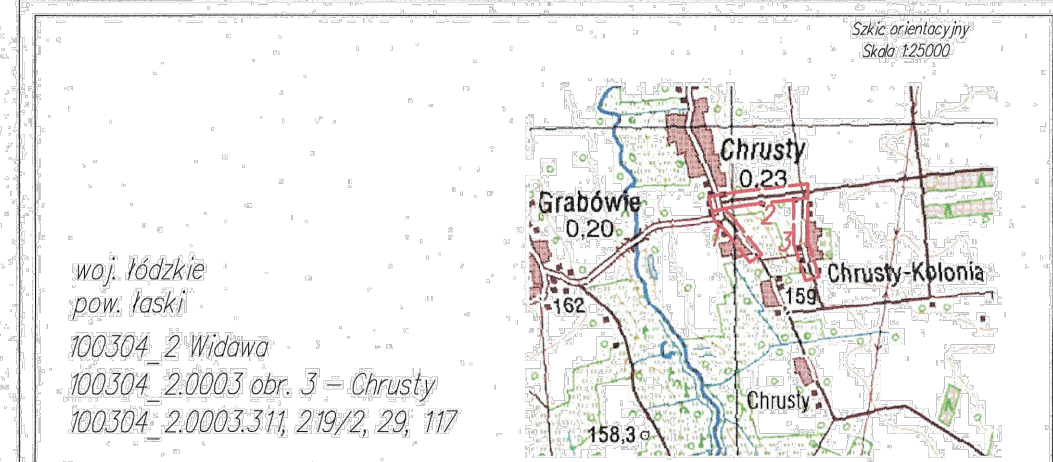 Szkic orientacyjny
Skala 1:25000
Chrusty
0,23
Grabówie
0,20
2
3
Chrusty-Kolonia
162
159
Chrusty
158,3
woj. łódzkie
pow. łaski
100304_2 Widawa
100304_2.0003 obr. 3 - Chrusty
100304_2.0003.311, 219/2, 29, 117